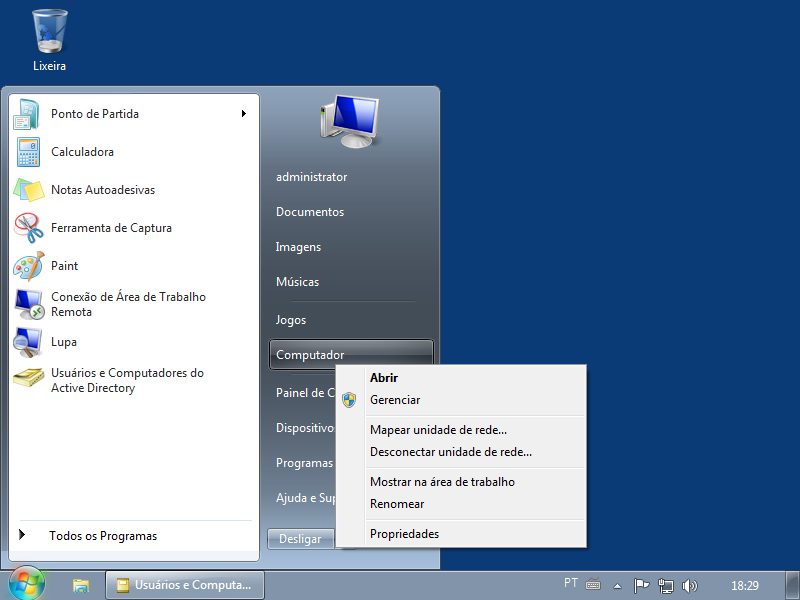 Lixeira
Ponto de Partida
Calculadora
Notas Autoadesivas
Ferramenta de Captura
Paint
Conexão de Área de Trabalho
Remota
Lupa
Usuários e Computadores do
Active Directory
Todos os Programas
administrator
Documentos
Imagens
Músicas
Jogos
Computador
Painel de C
Dispositivo
Programas
Ajuda e Sup
Desligar
Abrir
Gerenciar
Mapear unidade de rede...
Desconectar unidade de rede...
Mostrar na área de trabalho
Renomear
Propriedades
Usuários e Computa...
PT
18:29